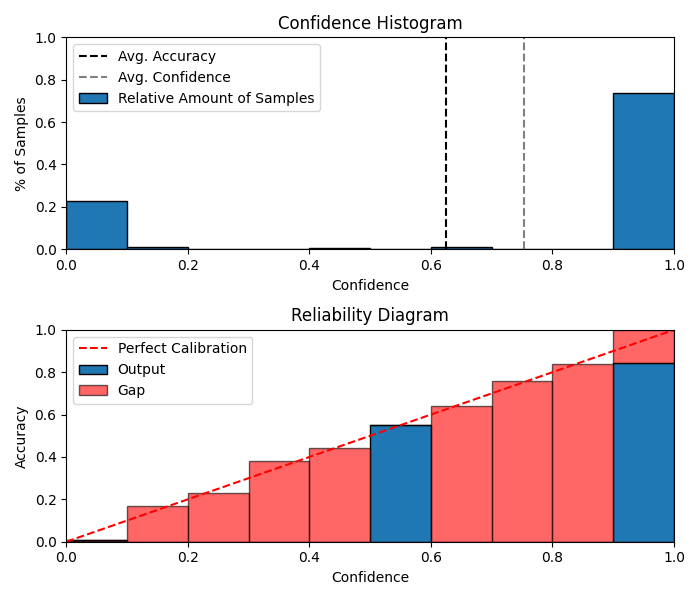 Confidence Histogram
1.0
0.8
0.6
0.4
0.2
0.0
% of Samples
Avg. Accuracy
Avg. Confidence
Relative Amount of Samples
0.0 0.2 0.4 0.6 0.8 1.0
Confidence
Reliability Diagram
1.0
0.8
0.6
0.4
0.2
0.0
Accuracy
Perfect Calibration
Output
Gap
0.0 0.2 0.4 0.6 0.8 1.0
Confidence